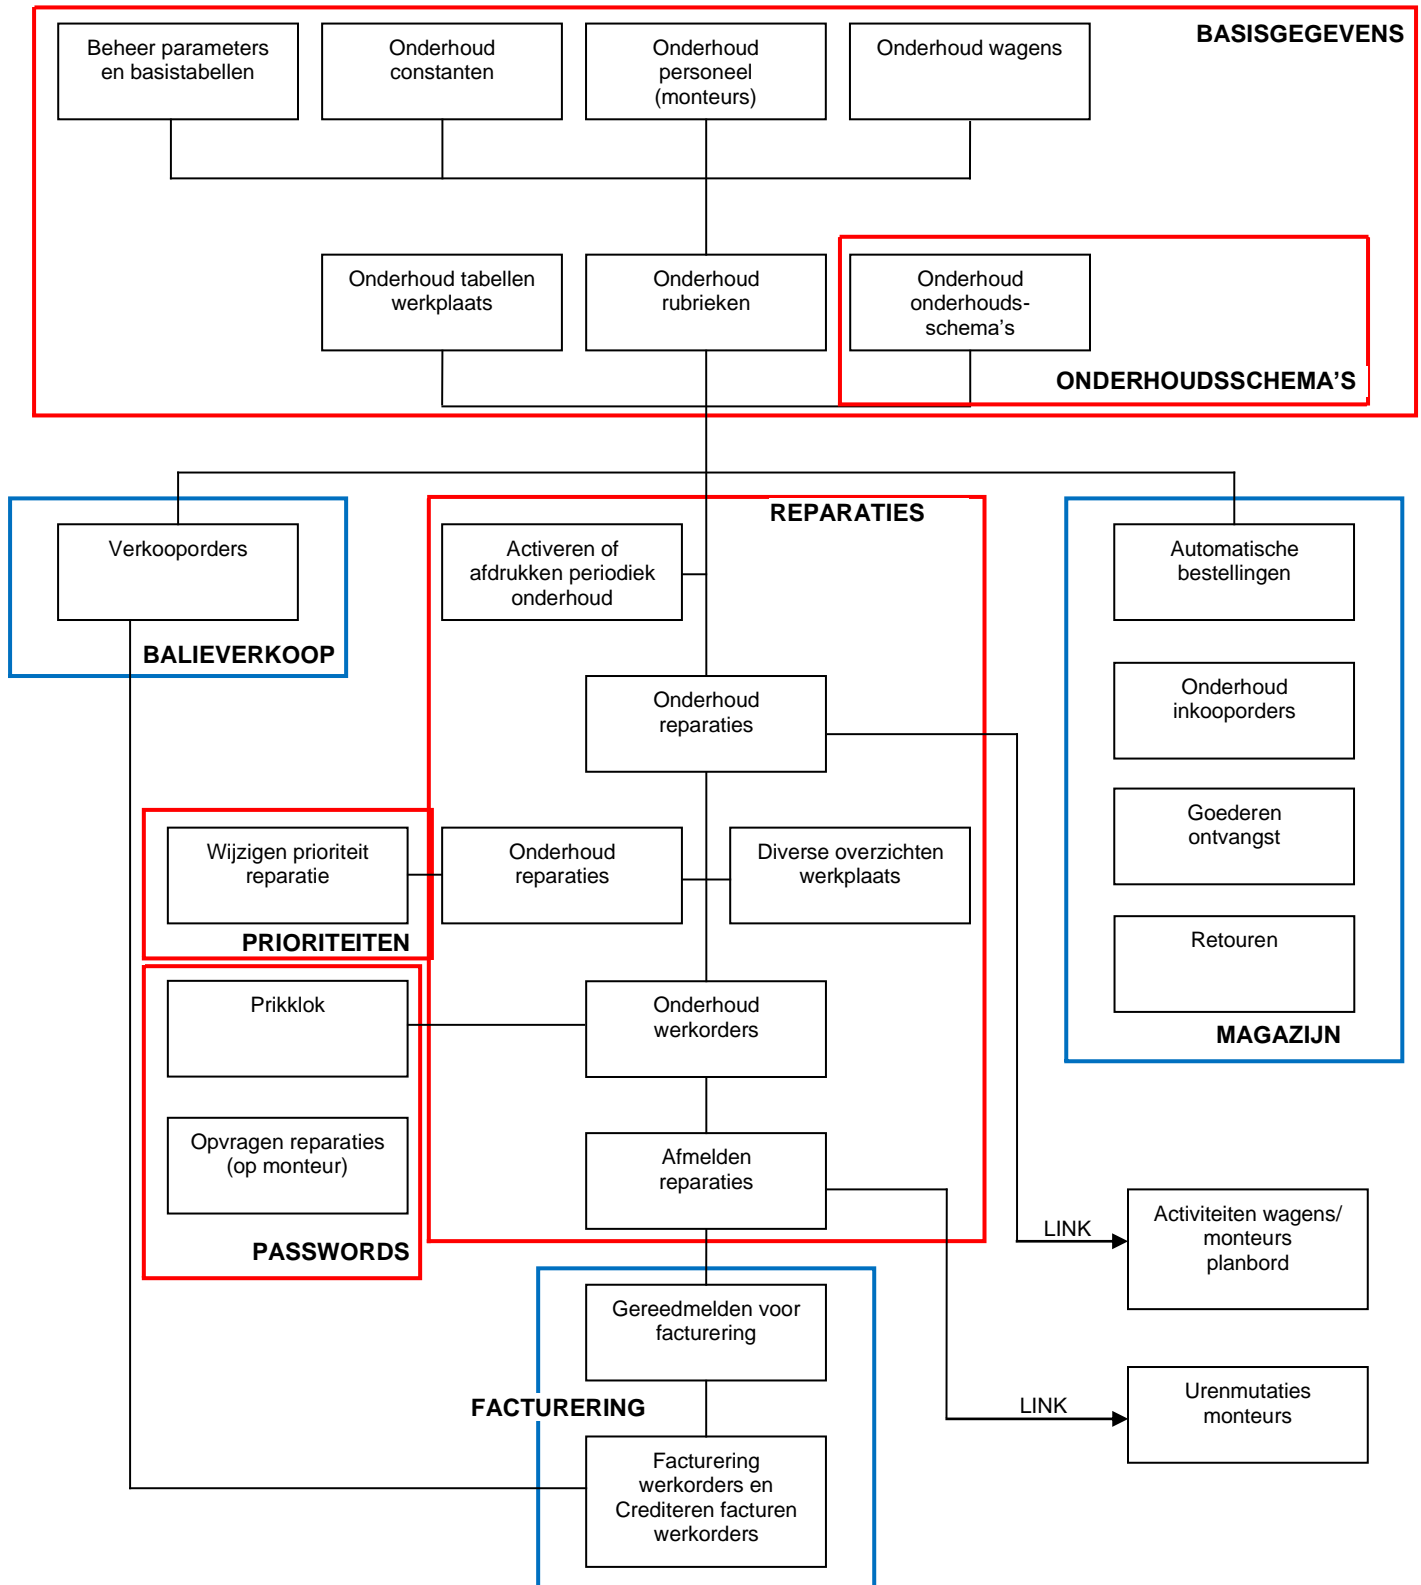 BASISGEGEVENS
Beheer parameters
en basistabellen
Onderhoud
constanten
Onderhoud
personeel
(monteurs)
Onderhoud wagens
Onderhoud tabellen
werkplaats
Onderhoud
rubrieken
Onderhoud
onderhouds-
schema’s
ONDERHOUDSSCHEMA’S
Verkooporders
BALIEVERKOOP
REPARATIES
Activeren of
afdrukken periodiek
onderhoud
Onderhoud
reparaties
Wijzigen prioriteit
reparatie
PRIORITEITEN
Onderhoud
reparaties
Diverse overzichten
werkplaats
Prikklok
Onderhoud
werkorders
Opvragen reparaties
(op monteur)
PASSWORDS
Afmelden
reparaties
Automatische
bestellingen
Onderhoud
inkooporders
Goederen
ontvangst
Retouren
MAGAZIJN
LINK
Activiteiten wagens/
monteurs
planbord
Gereedmelden voor
facturering
FACTURERING
LINK
Urenmutaties
monteurs
Facturering
werkorders en
Crediteren facturen
werkorders